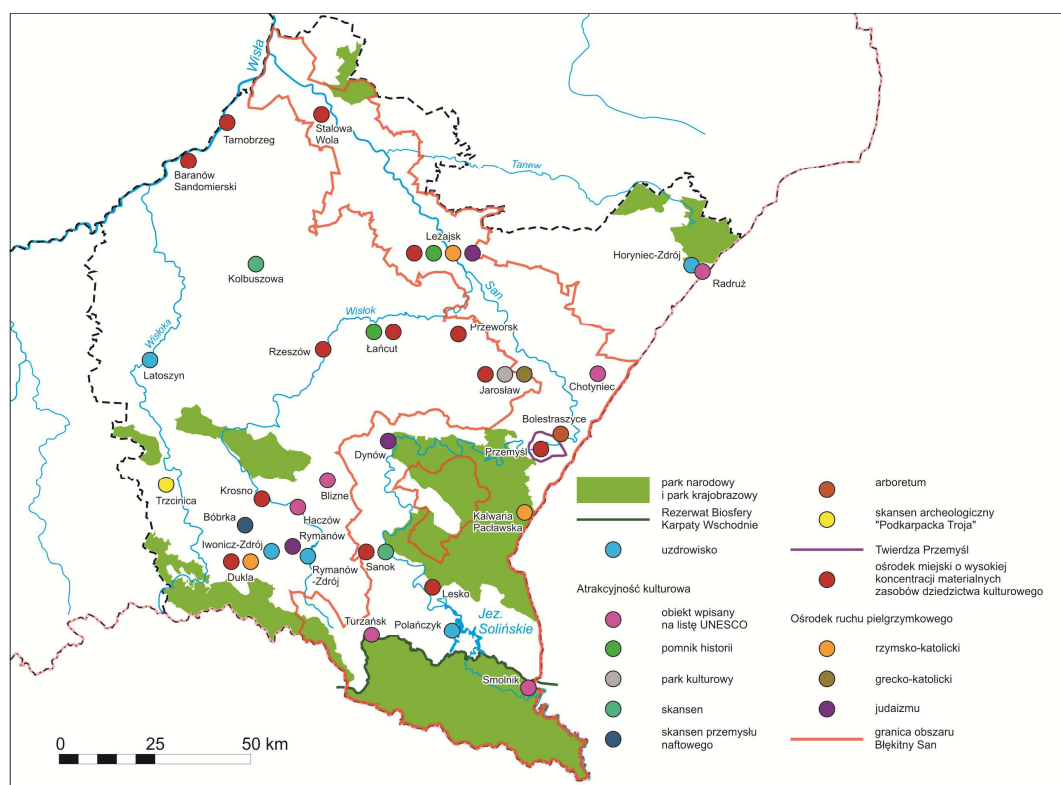 Wisła
Tarnobrzeg
Stalowa
Wola
Baranów
Sandomierski
Tanew
Leżajsk
Horyniec-Zdrój
Radruż
Kolbuszowa
San
Wisłok
Wisłoka
Przeworsk
Rzeszów
Łańcut
Latoszyn
Jarosław
Chotyniec
Bolestraszyce
Dynów
Przemyśl
Trzcinica
Krosno
Blizne
Haczów
Bóbrka
Kalwaria
Pacławska
Iwonicz-Zdrój
Rymanów
Rymanów
-Zdrój
Dukla
Sanok
Lesko
Turzańsk
Polańczyk
Jez.
Solińskie
Smolnik
0 25 50 km
park narodowy
i park krajobrazowy
Rezerwat Biosfery
Karpaty Wschodnie
uzdrowisko
Atrakcyjność kulturowa
obiekt wpisany
na listę UNESCO
pomnik historii
park kulturowy
skansen
skansen przemysłu
naftowego
arboretum
skansen archeologiczny
"Podkarpacka Troja"
Twierdza Przemyśl
ośrodek miejski o wysokiej
koncentracji materialnych
zasobów dziedzictwa kulturowego
Ośrodek ruchu pielgrzymkowego
rzymsko-katolicki
grecko-katolicki
judaizmu
granica obszaru
Błękitny San